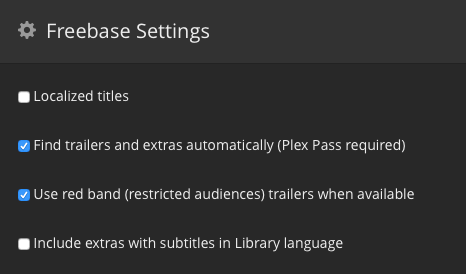 Freebase Settings
Localized titles
Find trailers and extras automatically (Plex Pass required)
Use red band (restricted audiences) trailers when available
Include extras with subtitles in Library language